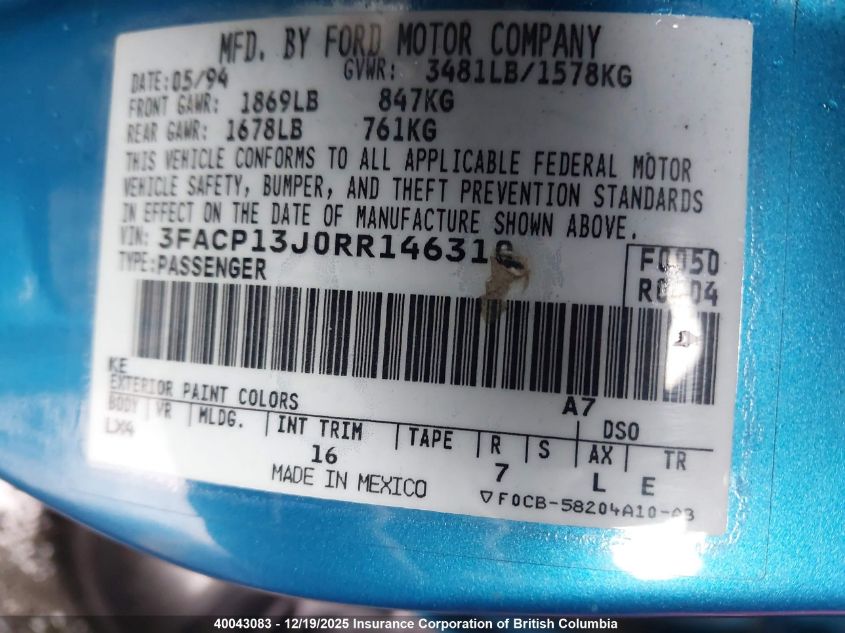 MFD. BY FORD MOTOR COMPANY
DATE: 05/94 GVWR: 3481LB/1578KG
FRONT GAWR: 1869LB 847KG
REAR GAWR: 1678LB 761KG
THIS VEHICLE CONFORMS TO ALL APPLICABLE FEDERAL MOTOR
VEHICLE SAFETY, BUMPER, AND THEFT PREVENTION STANDARDS
IN EFFECT ON THE DATE OF MANUFACTURE SHOWN ABOVE.
VIN: 3FACP13J0RR146310
TYPE: PASSENGER
KE
EXTERIOR PAINT COLORS A7 DSO
BODY VR MLDG. INT TRIM TAPE R S AX TR
LX4 16 7 L E
MADE IN MEXICO
F0CB-58204A10-A3
40043083 - 12/19/2025 Insurance Corporation of British Columbia